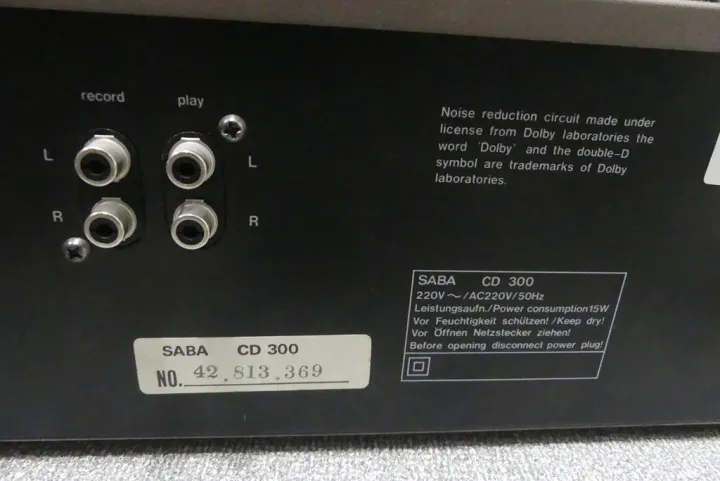 record play
L L
R R
Noise reduction circuit made under
license from Dolby laboratories the
word 'Dolby' and the double-D
symbol are trademarks of Dolby
laboratories.
SABA CD 300
220V ~/AC220V/50Hz
Leistungsaufn./Power consumption15W
Vor Feuchtigkeit schützen!/Keep dry!
Vor Öffnen Netzstecker ziehen!
Before opening disconnect power plug!
SABA CD 300
NO. 42.813.369